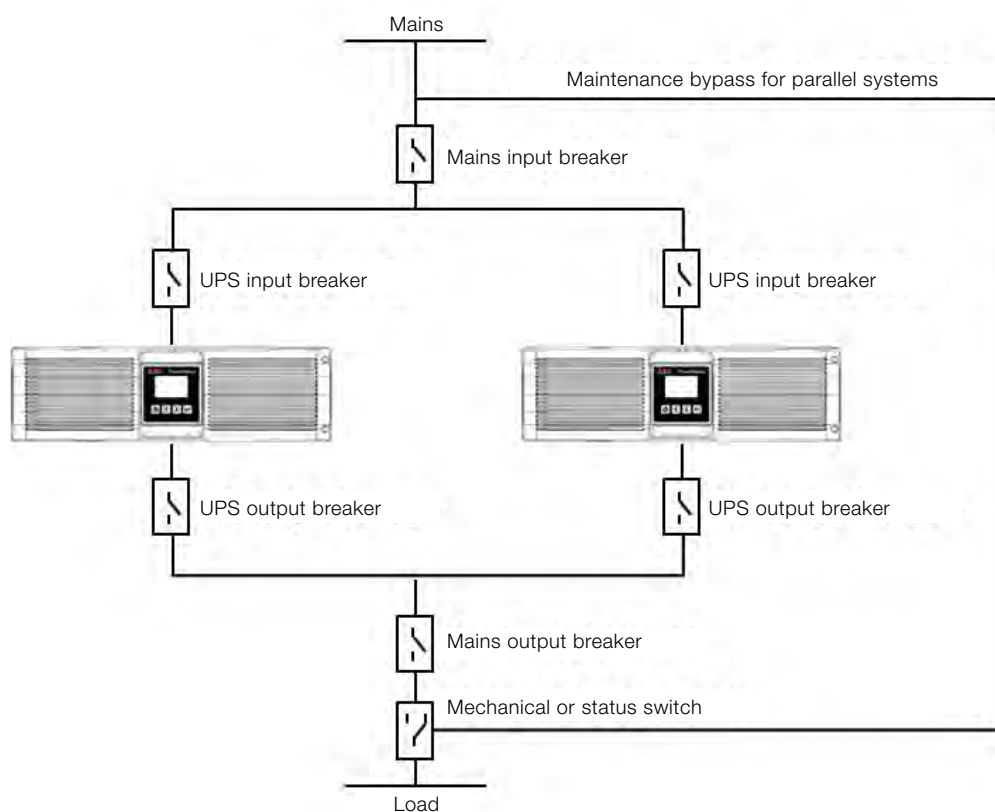 Mains
Maintenance bypass for parallel systems
Mains input breaker
UPS input breaker
UPS input breaker
UPS output breaker
UPS output breaker
Mains output breaker
Mechanical or status switch
Load